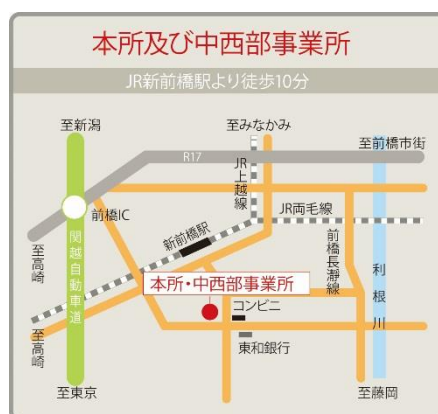 本所及び中西部事業所
JR新前橋駅より徒歩10分
至新潟
至みなかみ
至前橋市街
R17
JR上越線
前橋IC
JR両毛線
新前橋駅
至高崎
関越自動車道
前橋長瀞線
利根川
本所・中西部事業所
コンビニ
至高崎
東和銀行
至東京
至藤岡